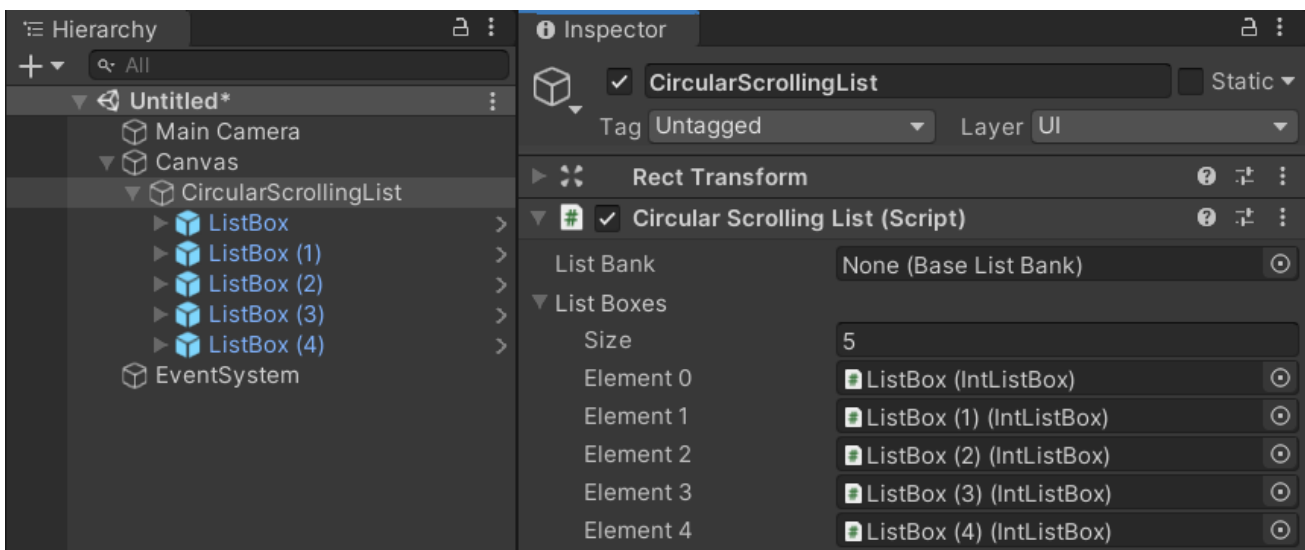 Hierarchy
All
Untitled*
Main Camera
Canvas
CircularScrollingList
ListBox
ListBox (1)
ListBox (2)
ListBox (3)
ListBox (4)
EventSystem
Inspector
CircularScrollingList
Static
Tag Untagged Layer UI
Rect Transform
# Circular Scrolling List (Script)
List Bank None (Base List Bank)
List Boxes
Size 5
Element 0 # ListBox (IntListBox)
Element 1 # ListBox (1) (IntListBox)
Element 2 # ListBox (2) (IntListBox)
Element 3 # ListBox (3) (IntListBox)
Element 4 # ListBox (4) (IntListBox)